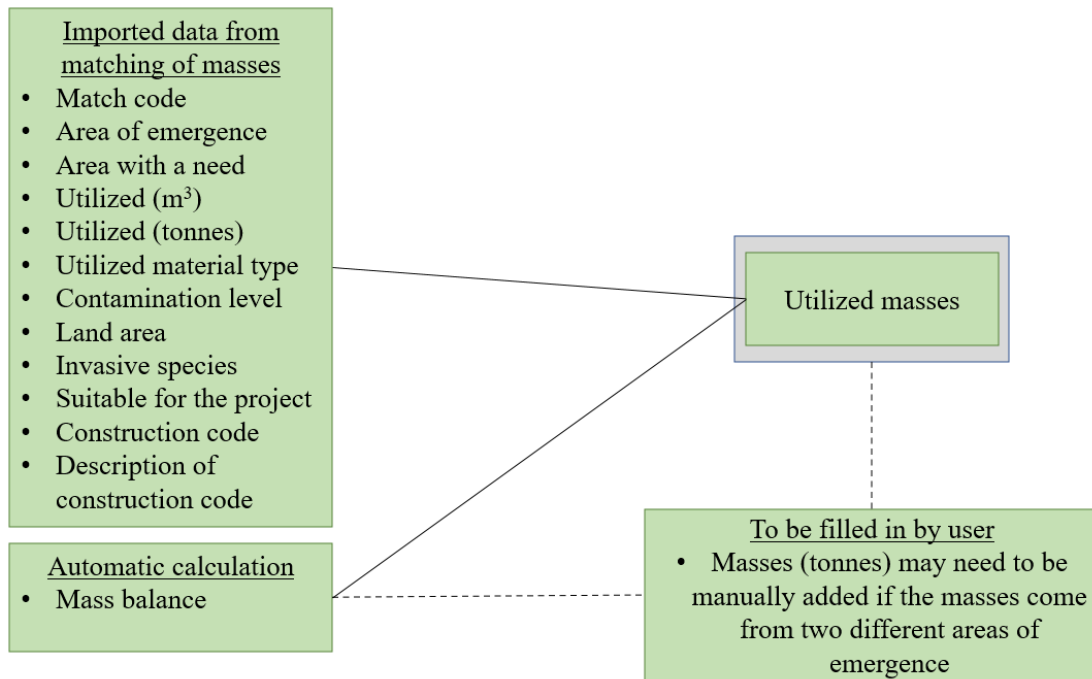 Imported data from
matching of masses
• Match code
• Area of emergence
• Area with a need
• Utilized (m³)
• Utilized (tonnes)
• Utilized material type
• Contamination level
• Land area
• Invasive species
• Suitable for the project
• Construction code
• Description of
construction code
Utilized masses
Automatic calculation
• Mass balance
To be filled in by user
• Masses (tonnes) may need to be
manually added if the masses come
from two different areas of
emergence